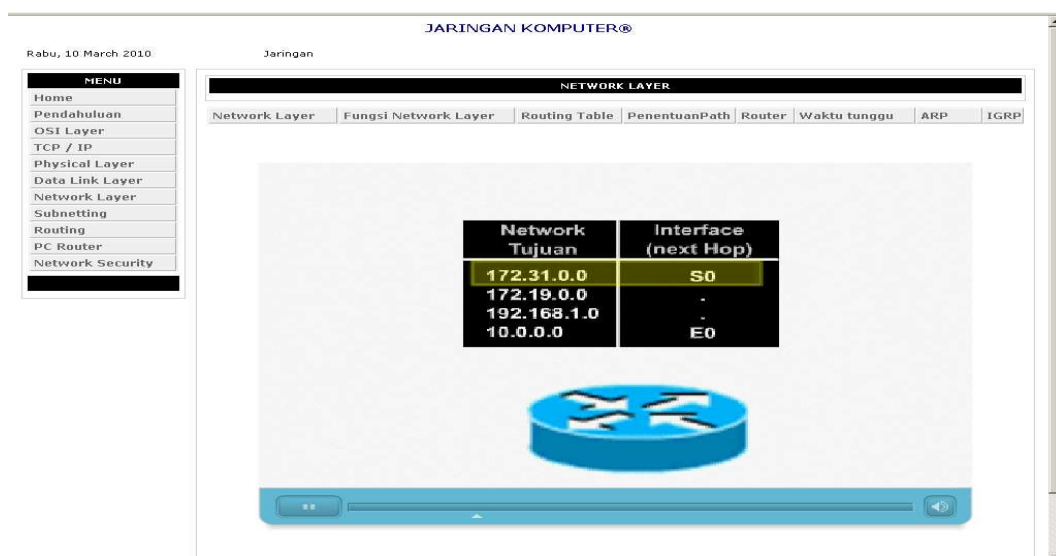 JARINGAN KOMPUTER®
Rabu, 10 March 2010 Jaringan
MENU
Home
Pendahuluan
OSI Layer
TCP / IP
Physical Layer
Data Link Layer
Network Layer
Subnetting
Routing
PC Router
Network Security
NETWORK LAYER
Network Layer Fungsi Network Layer Routing Table PenentuanPath Router Waktu tunggu ARP IGRP
Network Interface
Tujuan (next Hop)
172.31.0.0 S0
172.19.0.0 .
192.168.1.0 .
10.0.0.0 E0